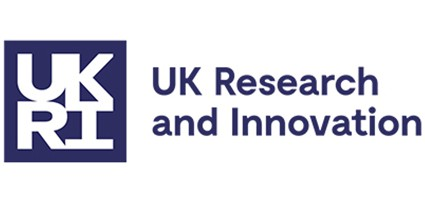 UK
RI
UK Research
and Innovation